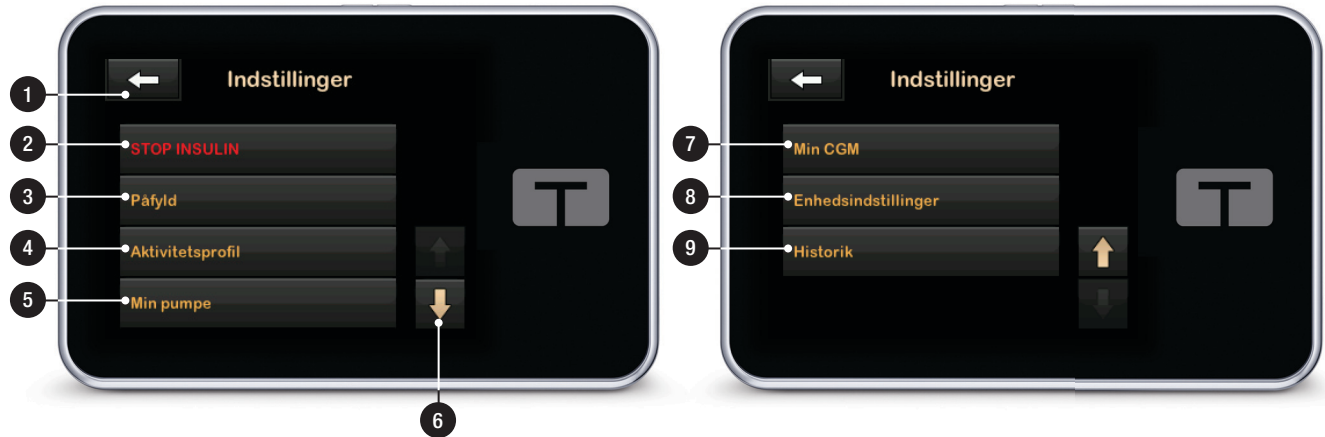 Indstillinger
1
2 STOP INSULIN
3 Påfyld
4 Aktivitetsprofil
5 Min pumpe
6
Indstillinger
7 Min CGM
8 Enhedsindstillinger
9 Historik